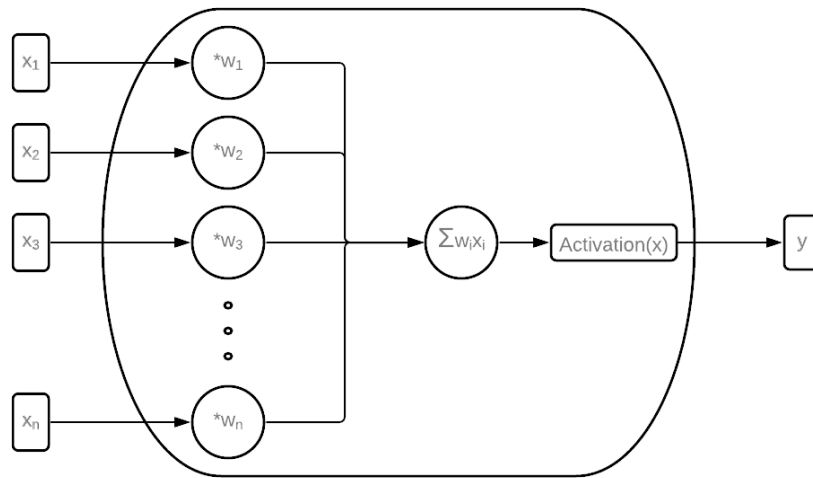 x₁
*w₁
x₂
*w₂
x₃
*w₃
Σwᵢxᵢ
Activation(x)
y
xₙ
*wₙ